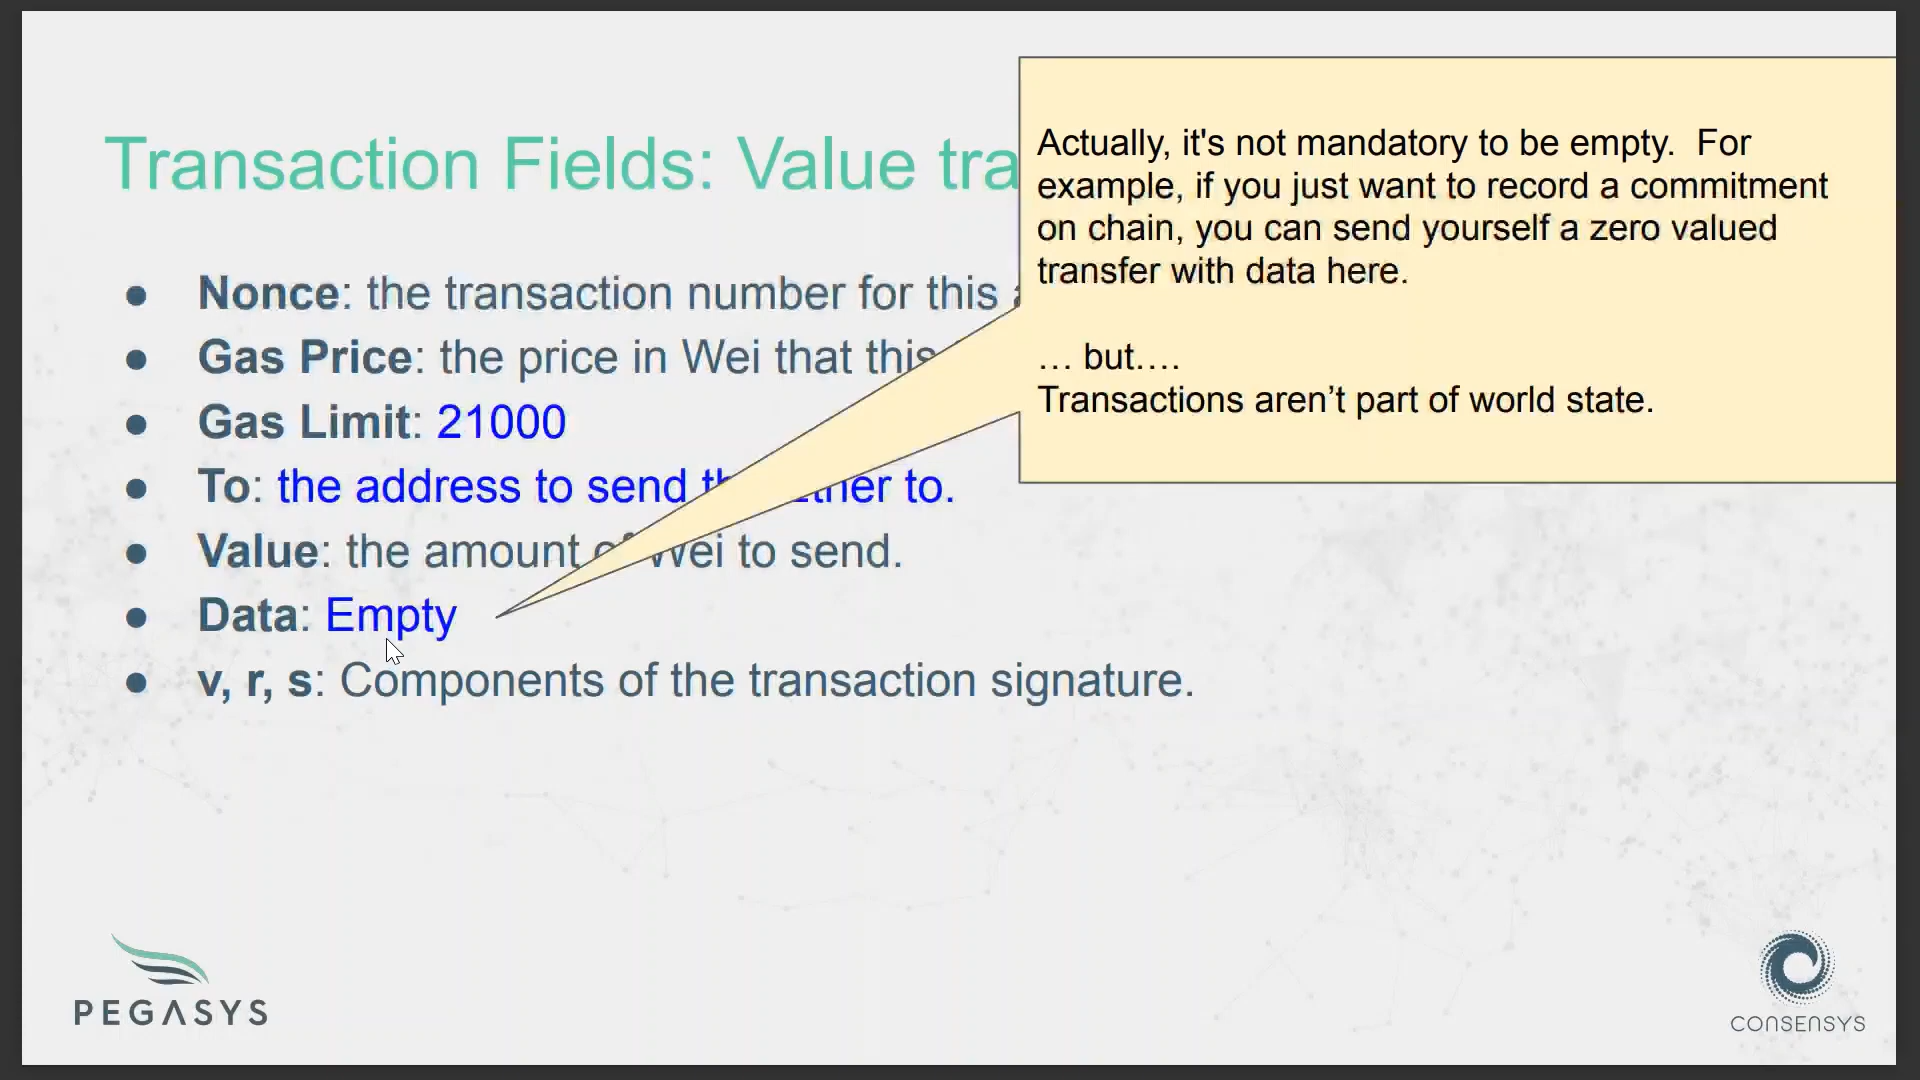 Transaction Fields: Value tra
Actually, it's not mandatory to be empty.  For
example, if you just want to record a commitment
on chain, you can send yourself a zero valued
transfer with data here.
… but….
Transactions aren’t part of world state.
● Nonce: the transaction number for this
● Gas Price: the price in Wei that this
● Gas Limit: 21000
● To: the address to send to.
● Value: the amount of Wei to send.
● Data: Empty
● v, r, s: Components of the transaction signature.
PEGASYS
CONSENSYS